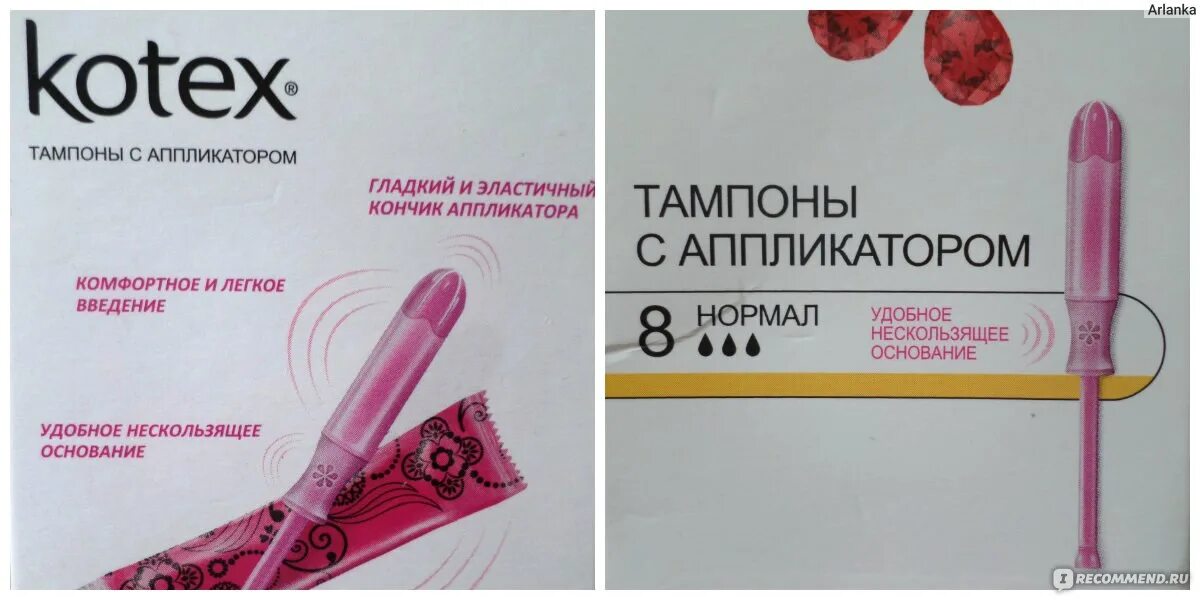 Arlanka
kotex®
ТАМПОНЫ С АППЛИКАТОРОМ
ГЛАДКИЙ И ЭЛАСТИЧНЫЙ
КОНЧИК АППЛИКАТОРА
КОМФОРТНОЕ И ЛЕГКОЕ
ВВЕДЕНИЕ
УДОБНОЕ НЕСКОЛЬЗЯЩЕЕ
ОСНОВАНИЕ
ТАМПОНЫ
С АППЛИКАТОРОМ
8 НОРМАЛ
УДОБНОЕ
НЕСКОЛЬЗЯЩЕЕ
ОСНОВАНИЕ
IRECOMMEND.RU